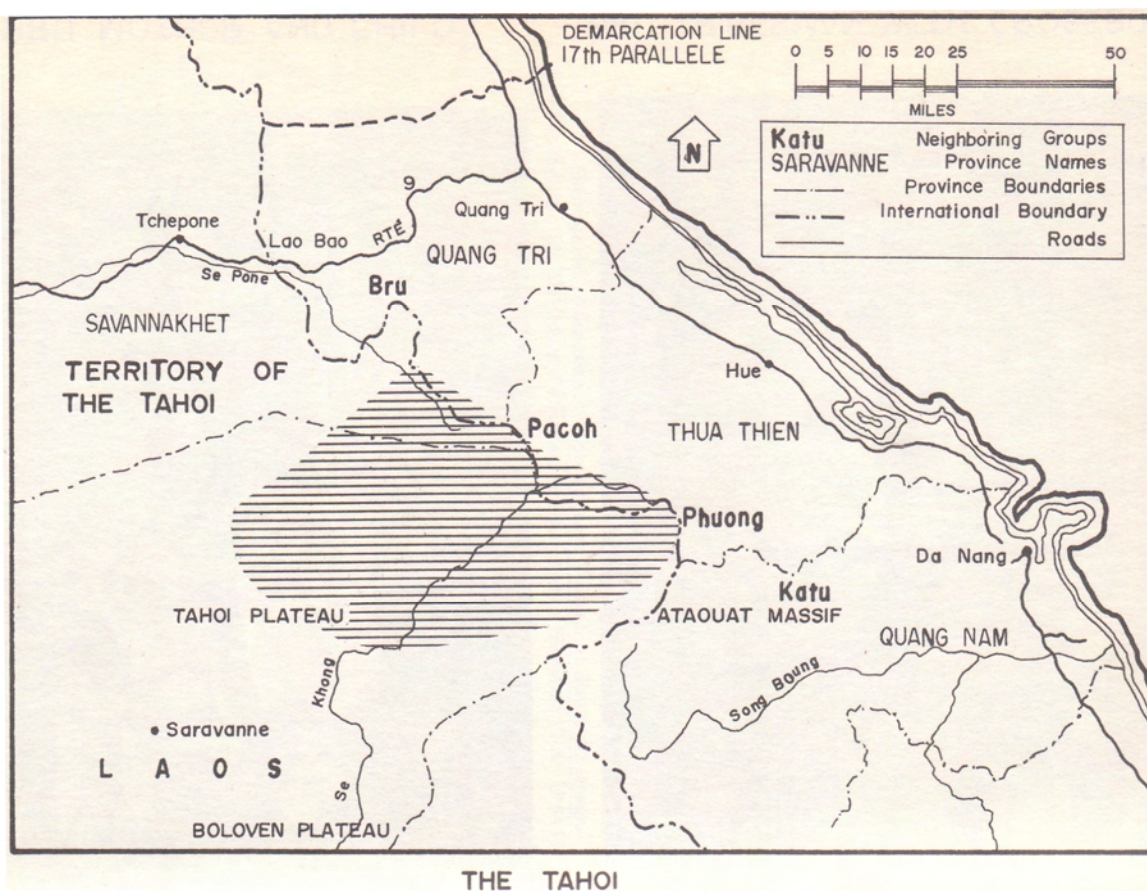 DEMARCATION LINE
17th PARALLELE
0 5 10 15 20 25 50
MILES
N
Katu Neighboring Groups
SARAVANNE Province Names
Province Boundaries
International Boundary
Roads
9
RTE
Quang Tri
Tchepone
Lao Bao
QUANG TRI
Se Pone
Bru
SAVANNAKHET
TERRITORY OF
THE TAHOI
Hue
Pacoh
THUA THIEN
Phuong
Da Nang
Katu
TAHOI PLATEAU
ATAOUAT MASSIF
QUANG NAM
Song Boung
Se Khong
Saravanne
LAOS
BOLOVEN PLATEAU
THE TAHOI